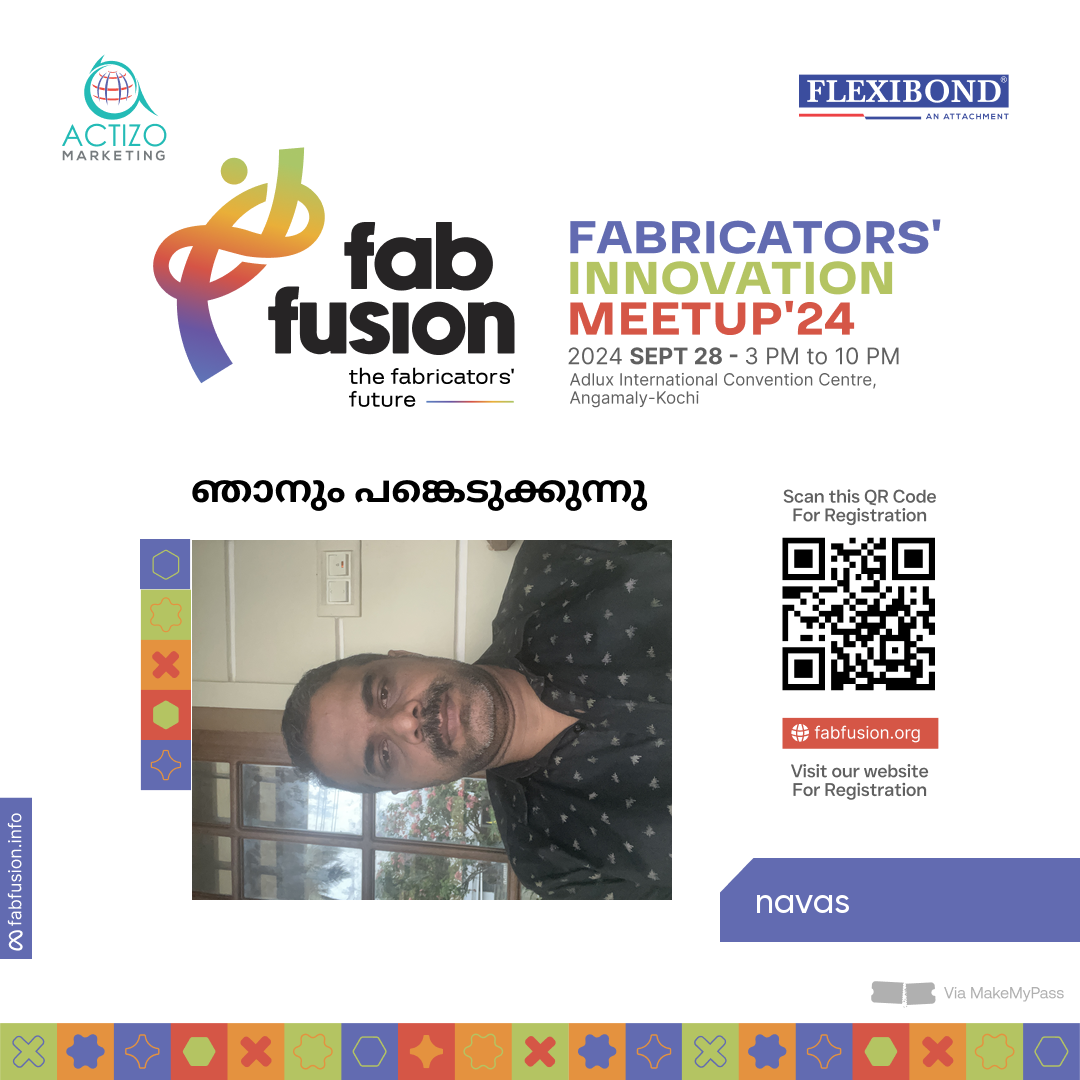 ACTIZO
MARKETING
FLEXIBOND®
AN ATTACHMENT
fab
fusion
the fabricators'
future
FABRICATORS'
INNOVATION
MEETUP'24
2024 SEPT 28 - 3 PM to 10 PM
Adlux International Convention Centre,
Angamaly-Kochi
ഞാനും പങ്കെടുക്കുന്നു
Scan this QR Code
For Registration
fabfusion.org
Visit our website
For Registration
fabfusion.info
navas
Via MakeMyPass